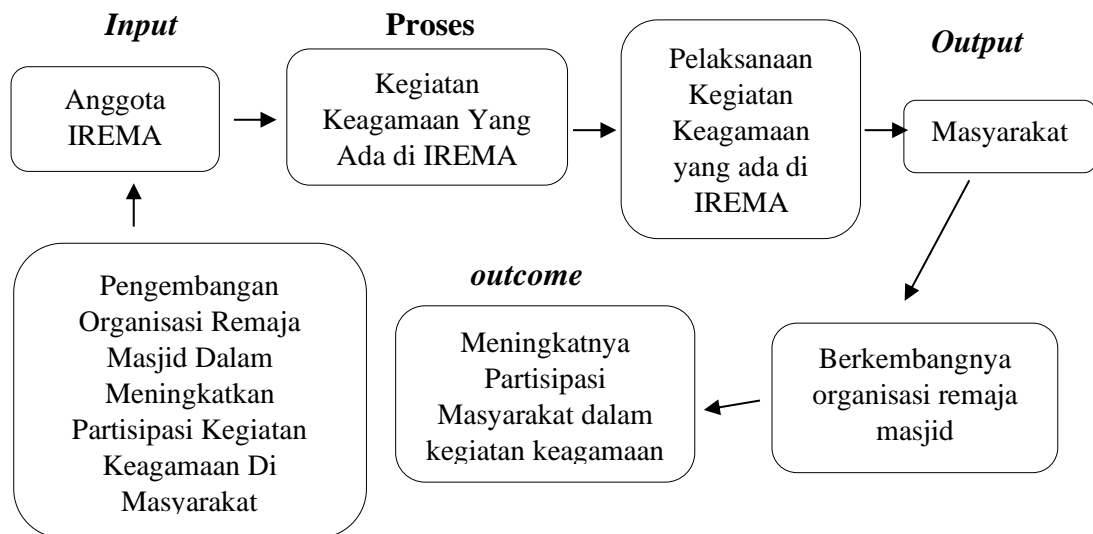 Input
Anggota
IREMA
Proses
Kegiatan
Keagamaan Yang
Ada di IREMA
Pelaksanaan
Kegiatan
Keagamaan
yang ada di
IREMA
Output
Masyarakat
Pengembangan
Organisasi Remaja
Masjid Dalam
Meningkatkan
Partisipasi Kegiatan
Keagamaan Di
Masyarakat
outcome
Meningkatnya
Partisipasi
Masyarakat dalam
kegiatan keagamaan
Berkembangnya
organisasi remaja
masjid